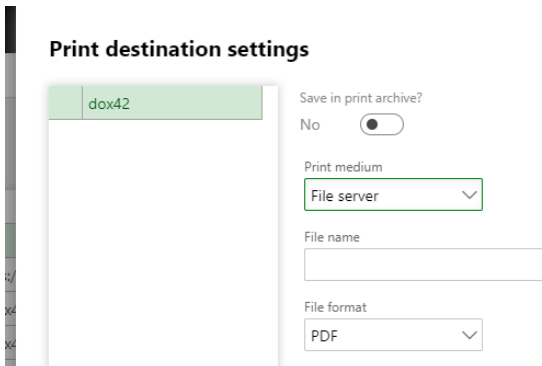 Print destination settings
dox42
Save in print archive?
No
Print medium
File server
File name
File format
PDF